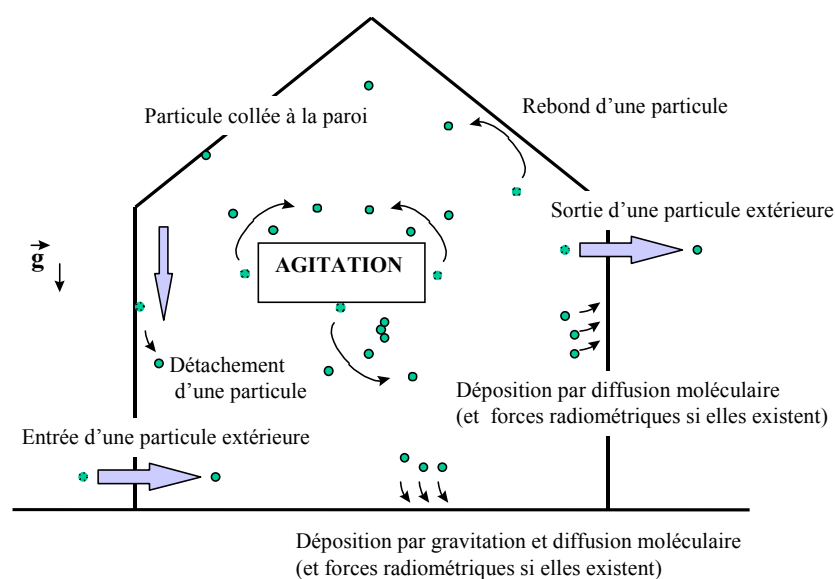 Particule collée à la paroi
Rebond d'une particule
Sortie d'une particule extérieure
g
AGITATION
Détachement
d'une particule
Déposition par diffusion moléculaire
(et forces radiométriques si elles existent)
Entrée d'une particule extérieure
Déposition par gravitation et diffusion moléculaire
(et forces radiométriques si elles existent)